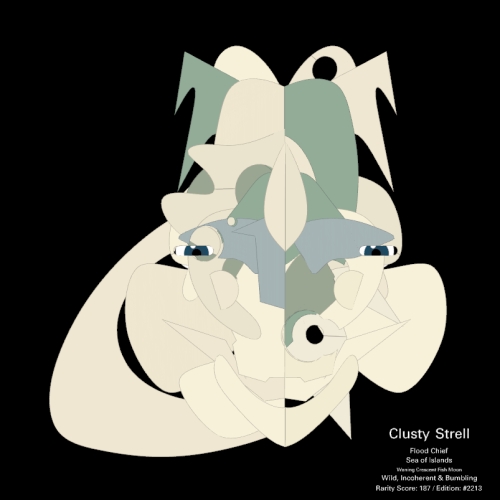 Clusty Strell
Flood Chief
Sea of Islands
Waning Crescent Fish Moon
Wild, Incoherent & Bumbling
Rarity Score: 187 / Edition: #2213